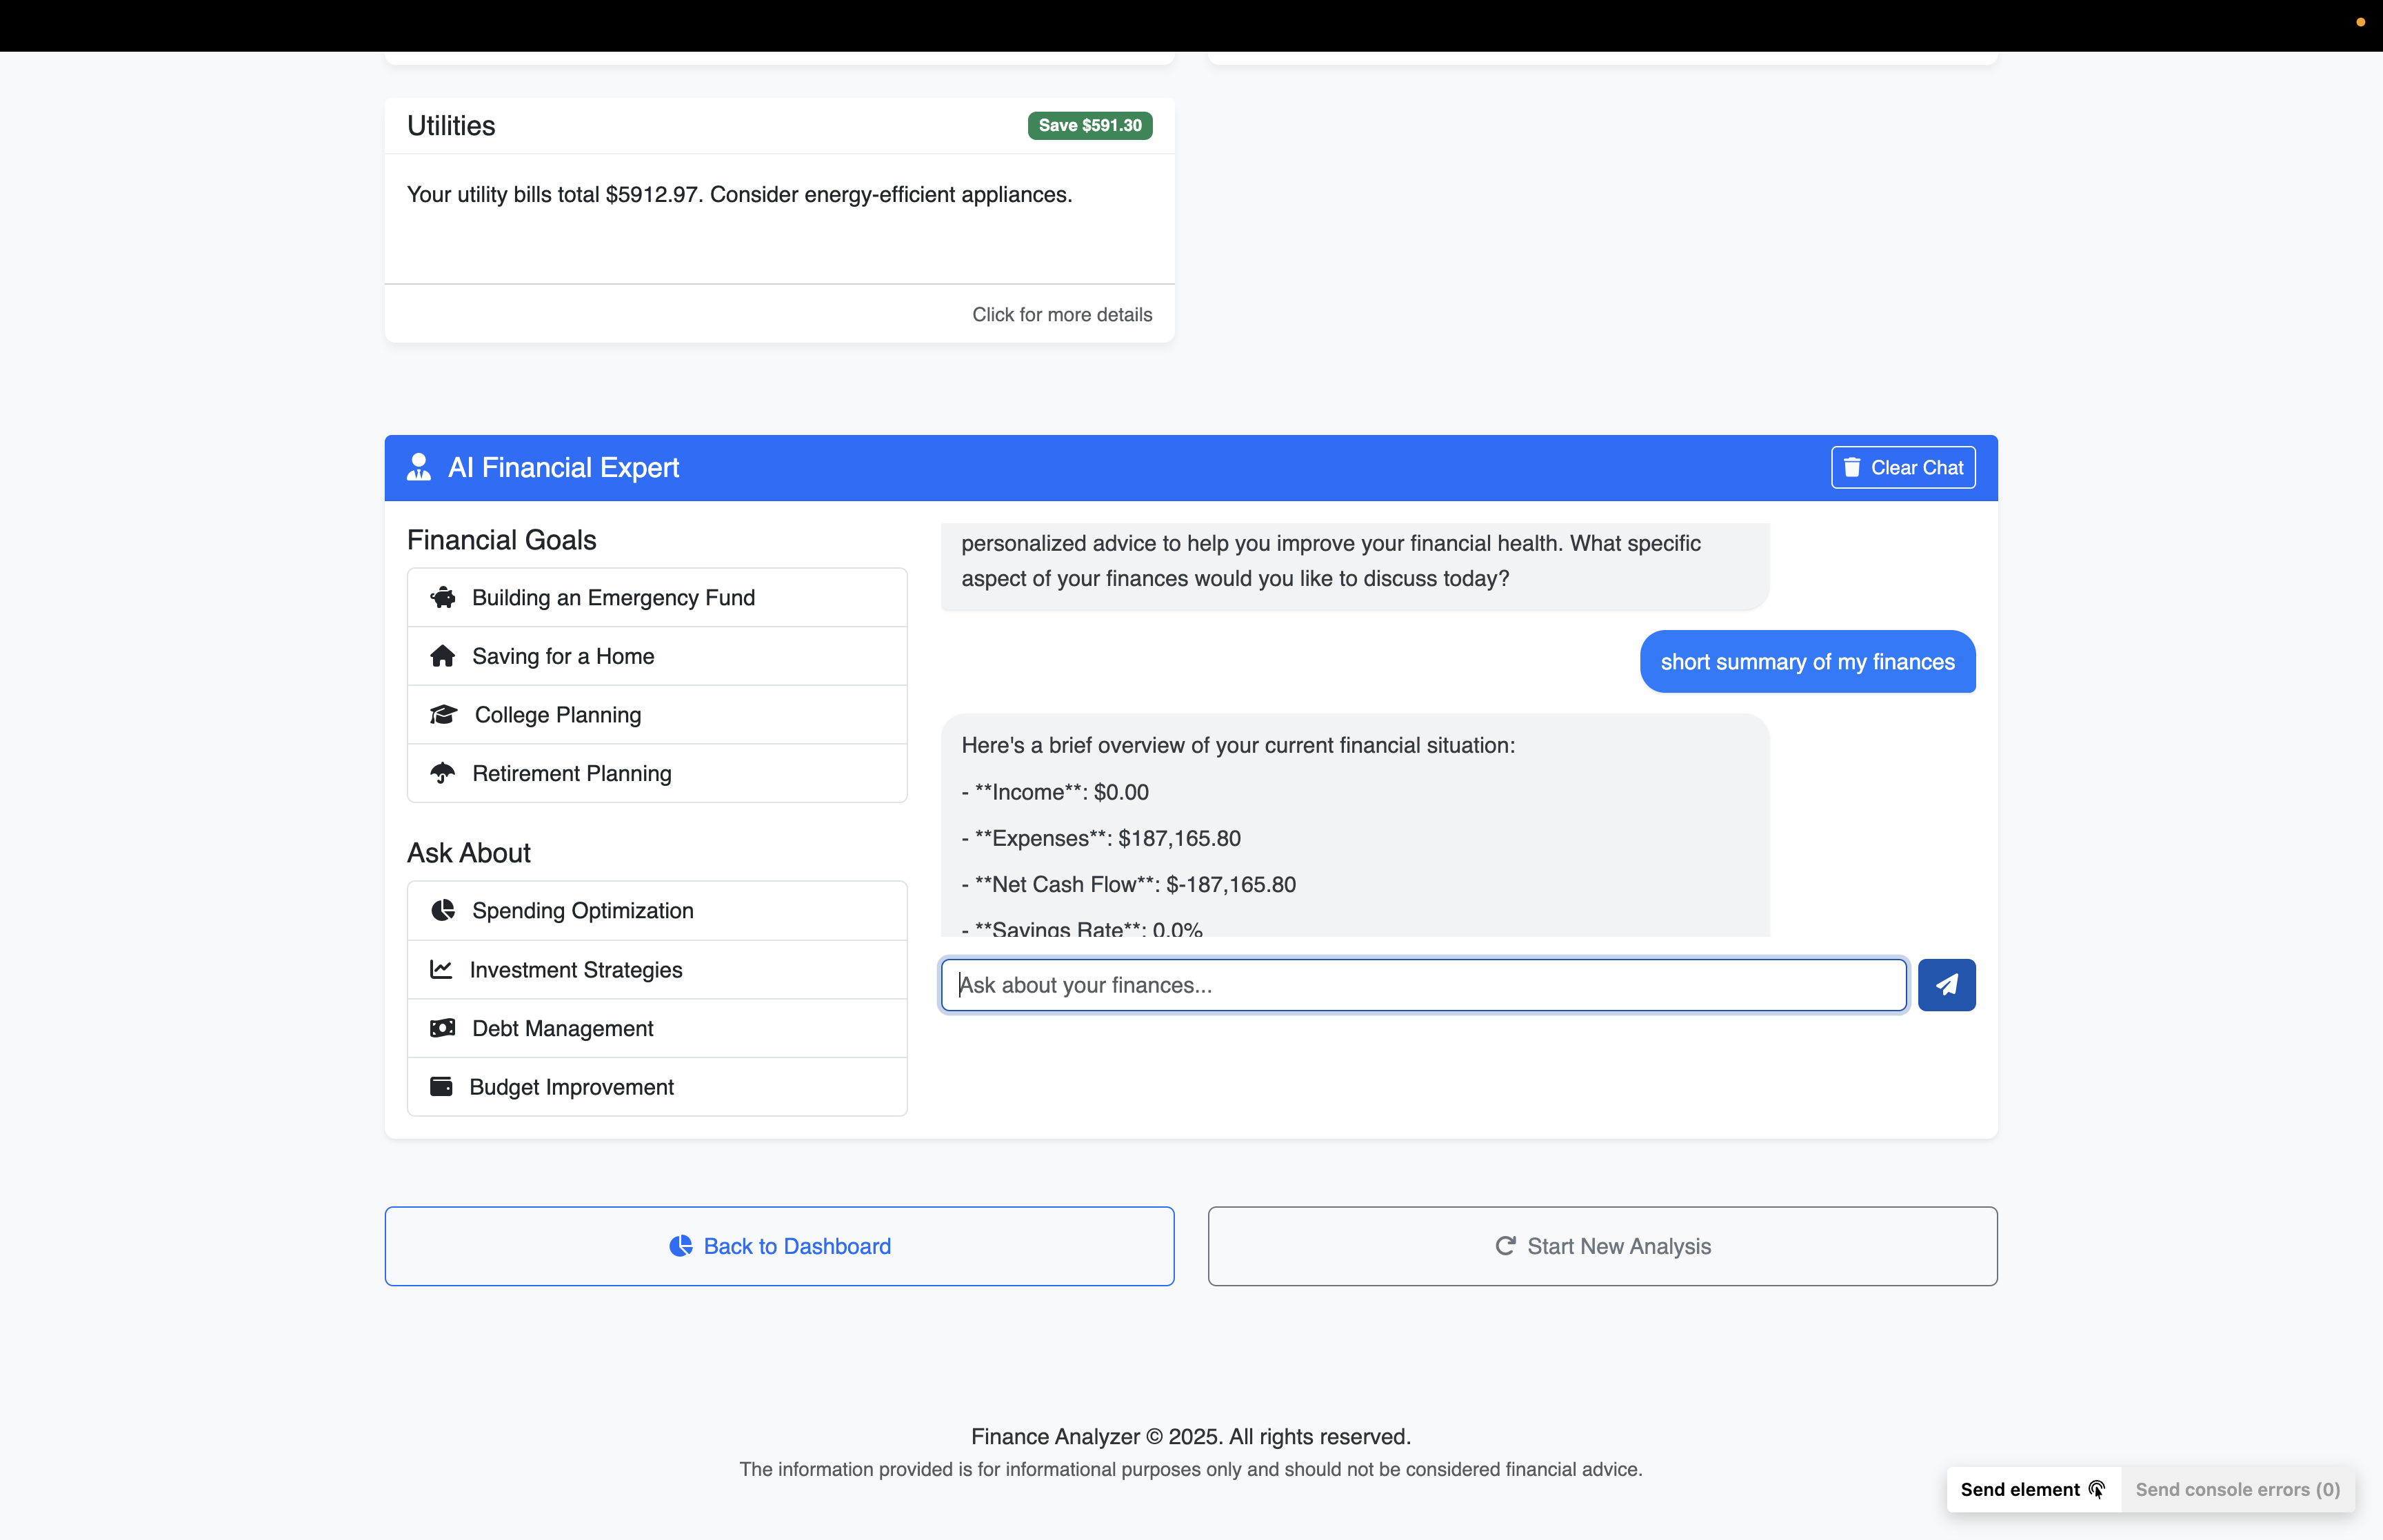 Utilities
Save $591.30
Your utility bills total $5912.97. Consider energy-efficient appliances.
Click for more details
AI Financial Expert
Clear Chat
Financial Goals
Building an Emergency Fund
Saving for a Home
College Planning
Retirement Planning
Ask About
Spending Optimization
Investment Strategies
Debt Management
Budget Improvement
personalized advice to help you improve your financial health. What specific
aspect of your finances would you like to discuss today?
short summary of my finances
Here's a brief overview of your current financial situation:
- **Income**: $0.00
- **Expenses**: $187,165.80
- **Net Cash Flow**: $-187,165.80
- **Savings Rate**: 0.0%
Ask about your finances...
Back to Dashboard
Start New Analysis
Finance Analyzer © 2025. All rights reserved.
The information provided is for informational purposes only and should not be considered financial advice.
Send element
Send console errors (0)